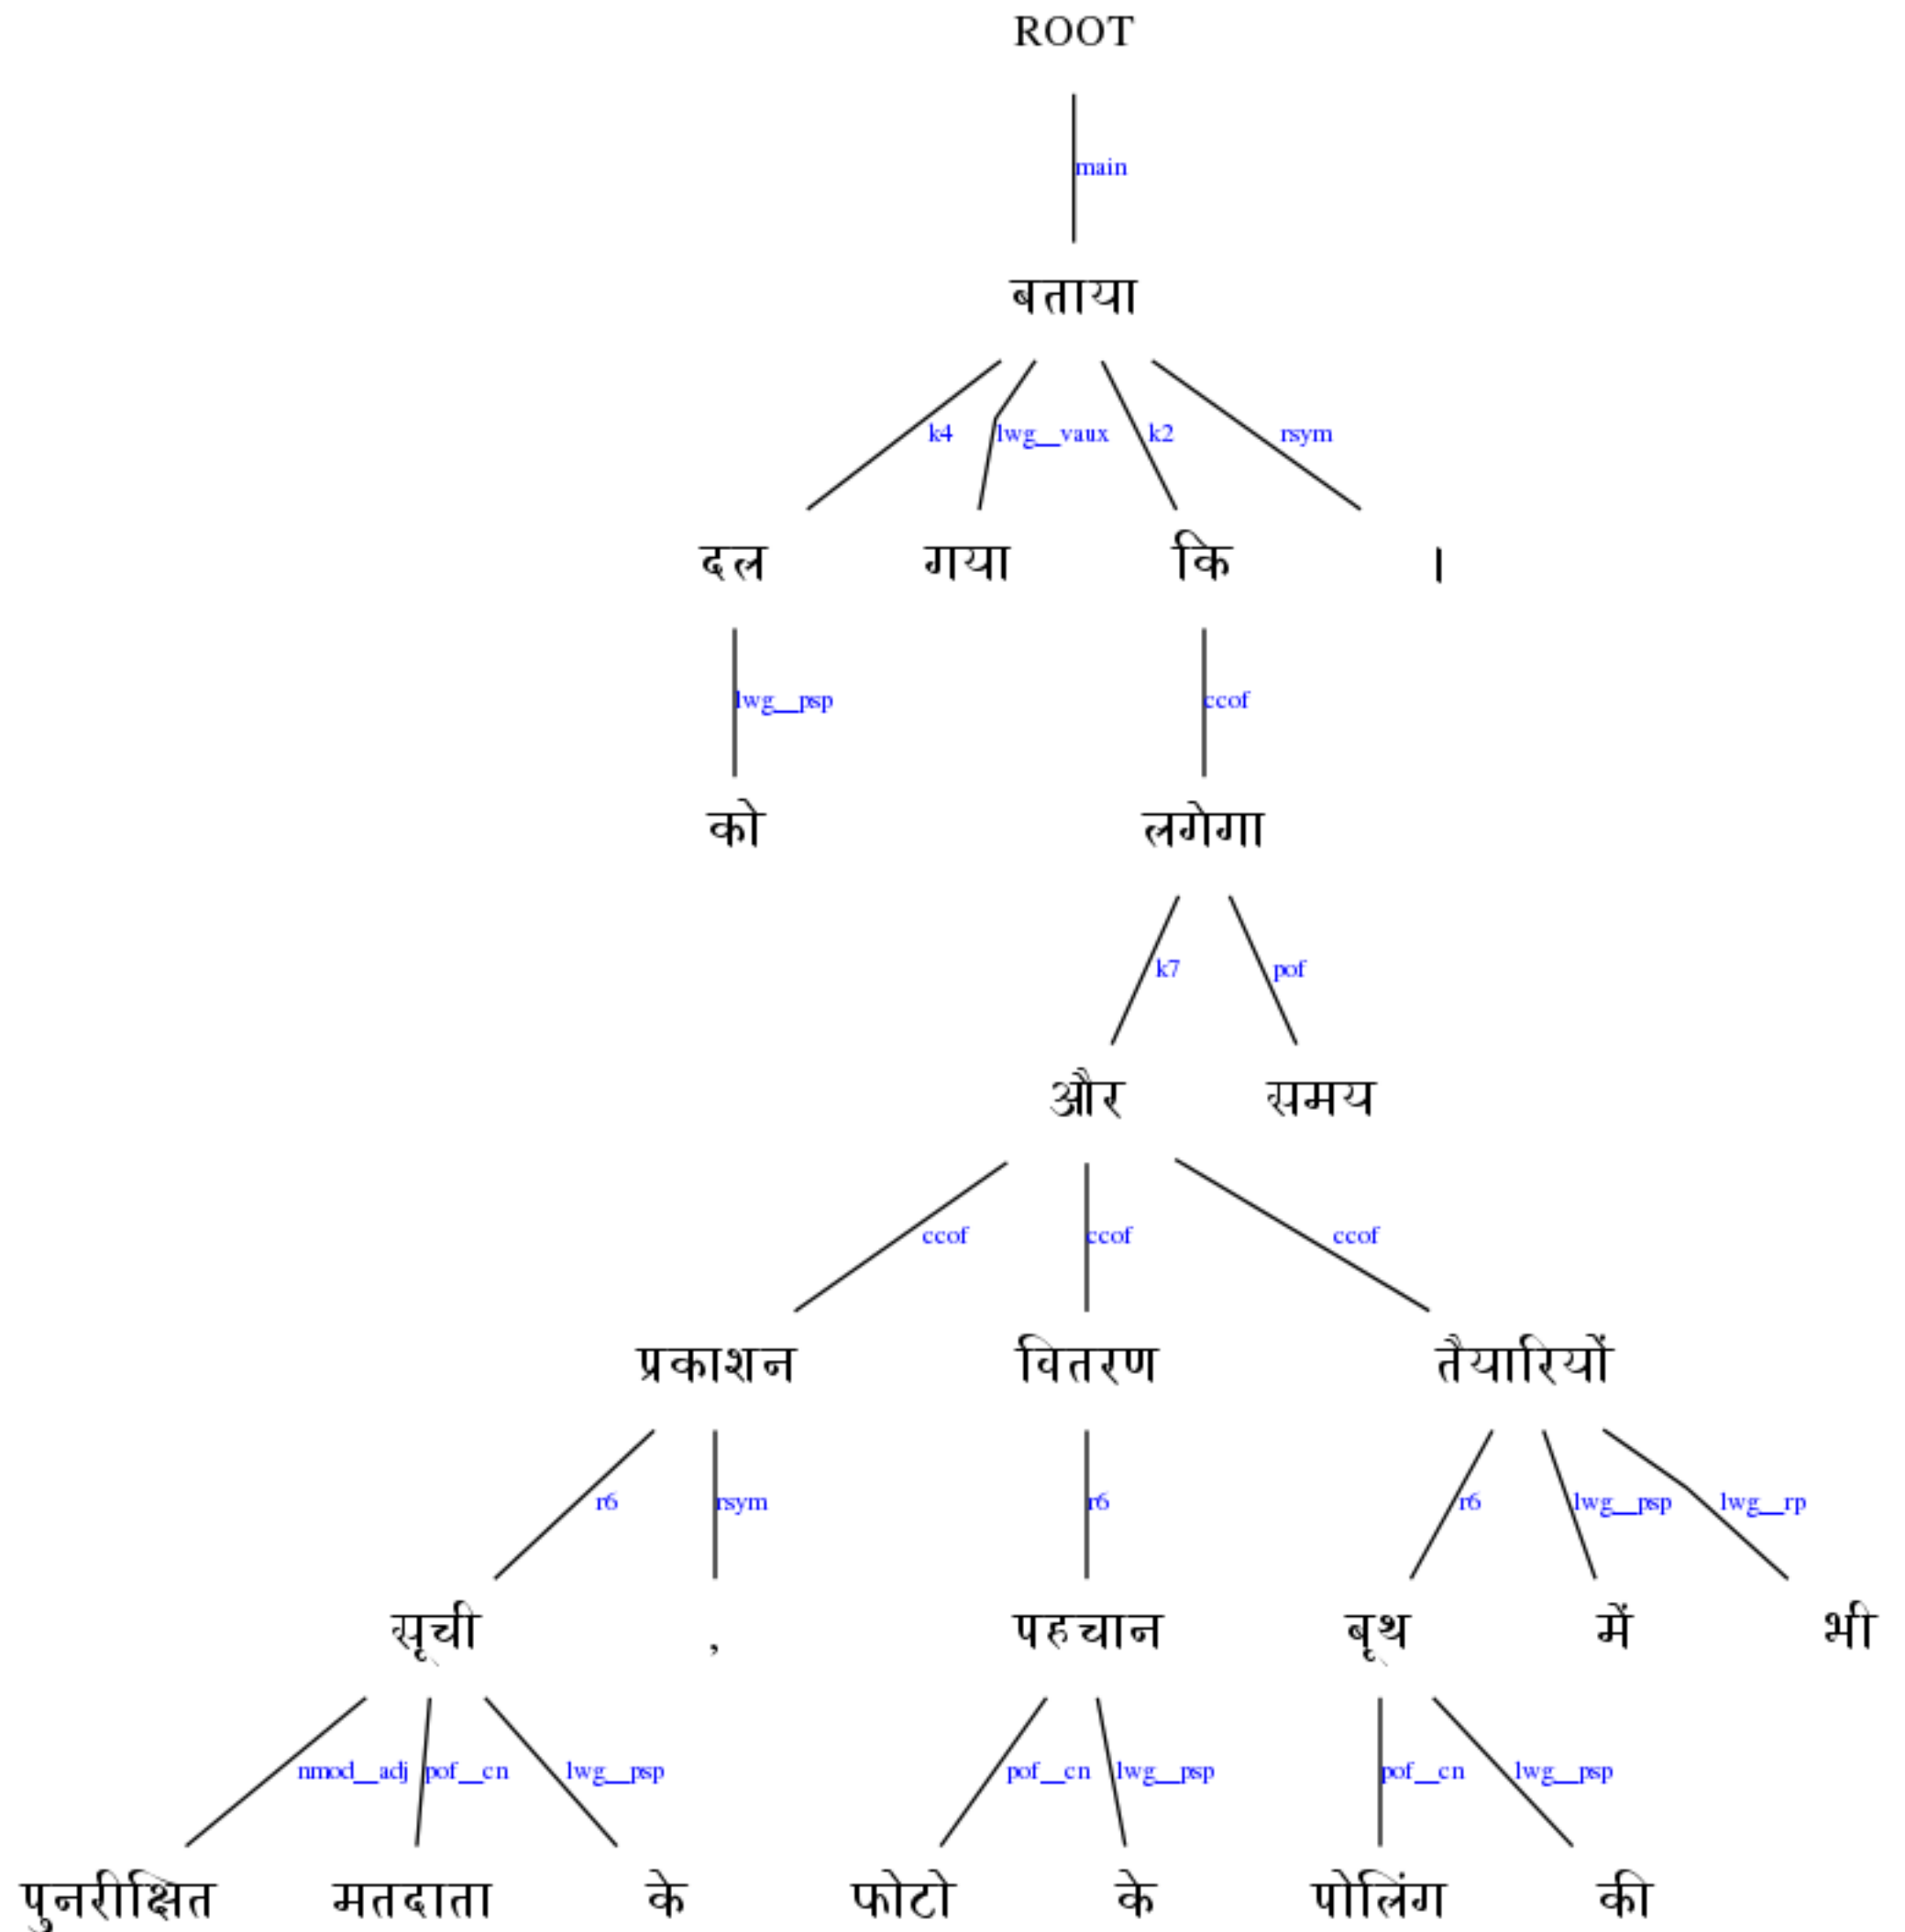 ROOT
main
बताया
k4 lwg__vaux k2 rsym
दल गया कि ।
lwg__psp ccof
को लगेगा
k7 pof
और समय
ccof ccof ccof
प्रकाशन वितरण तैयारियों
r6 rsym r6 r6 lwg__psp lwg__rp
सूची , पहचान बूथ में भी
nmod__adj pof__cn lwg__psp pof__cn lwg__psp pof__cn lwg__psp
पुनरीक्षित मतदाता के फोटो के पोलिंग की